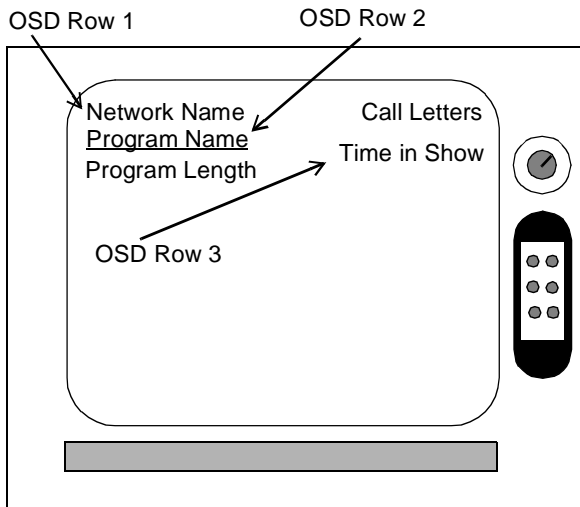 OSD Row 1
OSD Row 2
Network Name
Call Letters
Program Name
Time in Show
Program Length
OSD Row 3